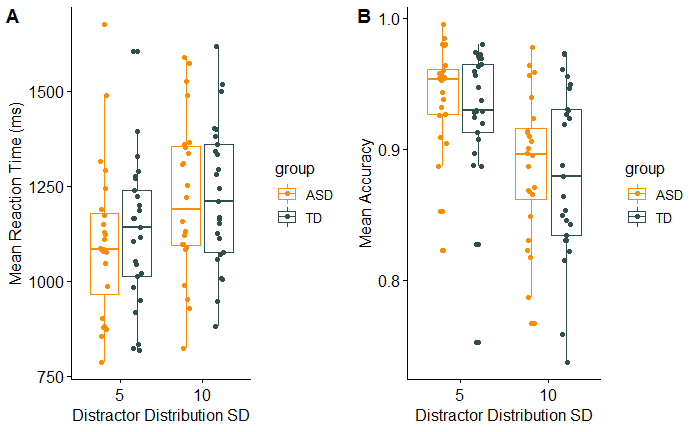 A
Mean Reaction Time (ms)
1500
1250
1000
750
5
10
Distractor Distribution SD
group
ASD
TD
B
Mean Accuracy
1.0
0.9
0.8
5
10
Distractor Distribution SD
group
ASD
TD